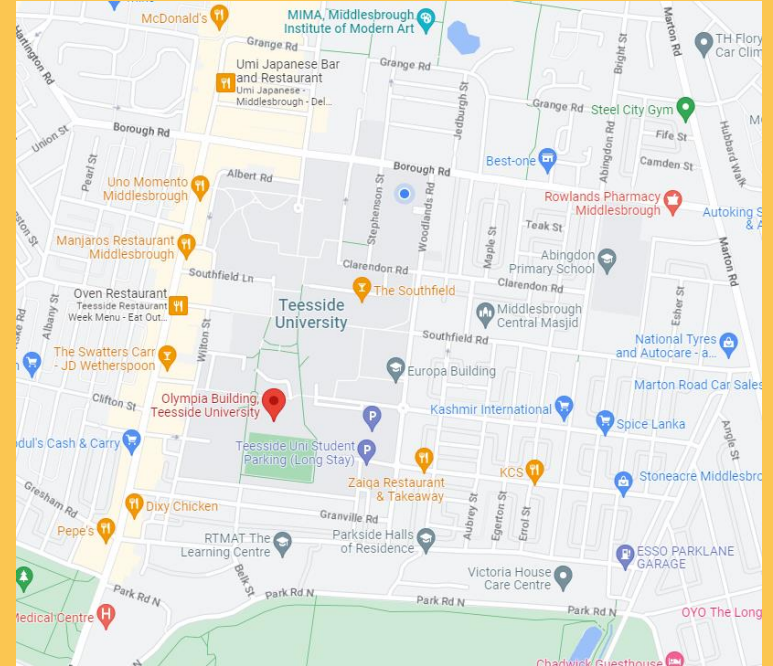 McDonald's
MIMA, Middlesbrough
Institute of Modern Art
Marton Rd
Hartington Rd
Grange Rd
Bright St
TH Flory
Car Clim
Umi Japanese Bar
and Restaurant
Umi Japanese -
Middlesbrough - Del...
Grange Rd
Jedburgh St
Grange Rd
Steel City Gym
Union St
Borough Rd
Fife St
Hubbard Walk
Pearl St
Albert Rd
Borough Rd
Best-one
Abingdon Rd
Camden St
Uno Momento
Middlesbrough
Stephenson St
Woodlands Rd
Rowlands Pharmacy
Middlesbrough
Autoking S
& A
Manjaros Restaurant
Middlesbrough
Maple St
Teak St
Marton Rd
Southfield Ln
Clarendon Rd
Abingdon
Primary School
Clarendon Rd
Albany St
Oven Restaurant
Teesside Restaurant
Week Menu - Eat Out...
The Southfield
Teesside
University
Middlesbrough
Central Masjid
Esher St
Wilton St
Southfield Rd
National Tyres
and Autocare - a...
The Swatters Carr
- JD Wetherspoon
Europa Building
Marton Road Car Sales
Clifton St
Olympia Building,
Teesside University
P
Kashmir International
Spice Lanka
Angle St
dul's Cash & Carry
Teesside Uni Student
Parking (Long Stay)
P
Zaiqa Restaurant
& Takeaway
KCS
Stoneacre Middlesbro
Gresham Rd
Dixy Chicken
Pepe's
Granville Rd
Aubrey St
Egerton St
Errol St
RTMAT The
Learning Centre
Parkside Halls
of Residence
ESSO PARKLANE
GARAGE
Belk St
Victoria House
Care Centre
Park Rd N
Park Rd N
Park Rd N
Park Rd N
Medical Centre
H
OYO The Long
Chadwick Guesthouse